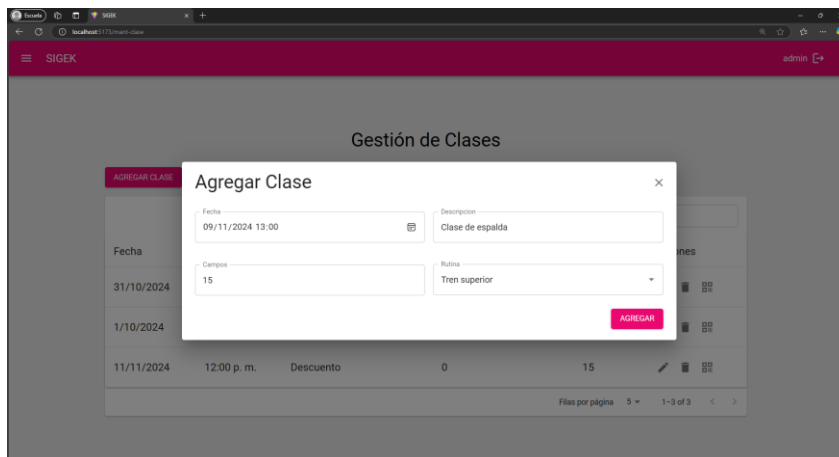 Escuela
SIGEK
localhost:5173/mant-clase
SIGEK
admin
Gestión de Clases
AGREGAR CLASE
Agregar Clase
Fecha
09/11/2024 13:00
Descripcion
Clase de espalda
Campos
15
Rutina
Tren superior
AGREGAR
Fecha
ones
31/10/2024
1/10/2024
11/11/2024 12:00 p. m. Descuento 0 15
Filas por página 5 1–3 of 3